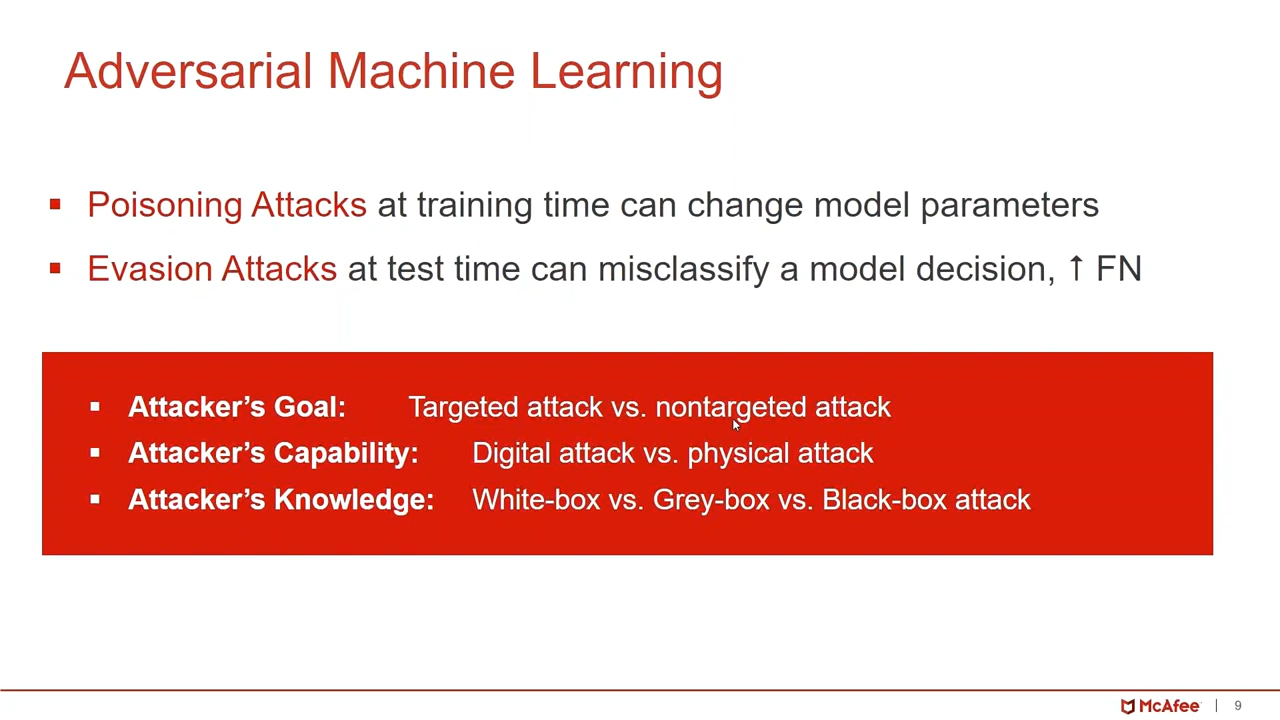 Adversarial Machine Learning
▪ Poisoning Attacks at training time can change model parameters
▪ Evasion Attacks at test time can misclassify a model decision, ↑ FN
▪ Attacker’s Goal: Targeted attack vs. nontargeted attack
▪ Attacker’s Capability: Digital attack vs. physical attack
▪ Attacker’s Knowledge: White-box vs. Grey-box vs. Black-box attack
McAfee | 9